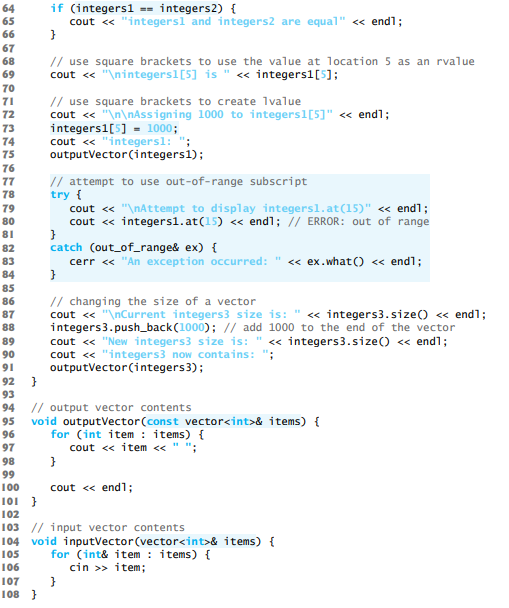 64 if (integers1 == integers2) {
65 cout << "integers1 and integers2 are equal" << endl;
66 }
67
68 // use square brackets to use the value at location 5 as an rvalue
69 cout << "\nintegers1[5] is " << integers1[5];
70
71 // use square brackets to create lvalue
72 cout << "\n\nAssigning 1000 to integers1[5]" << endl;
73 integers1[5] = 1000;
74 cout << "integers1: ";
75 outputVector(integers1);
76
77 // attempt to use out-of-range subscript
78 try {
79 cout << "\nAttempt to display integers1.at(15)" << endl;
80 cout << integers1.at(15) << endl; // ERROR: out of range
81 }
82 catch (out_of_range& ex) {
83 cerr << "An exception occurred: " << ex.what() << endl;
84 }
85
86 // changing the size of a vector
87 cout << "\nCurrent integers3 size is: " << integers3.size() << endl;
88 integers3.push_back(1000); // add 1000 to the end of the vector
89 cout << "New integers3 size is: " << integers3.size() << endl;
90 cout << "integers3 now contains: ";
91 outputVector(integers3);
92 }
93
94 // output vector contents
95 void outputVector(const vector<int>& items) {
96 for (int item : items) {
97 cout << item << " ";
98 }
99
100 cout << endl;
101 }
102
103 // input vector contents
104 void inputVector(vector<int>& items) {
105 for (int& item : items) {
106 cin >> item;
107 }
108 }